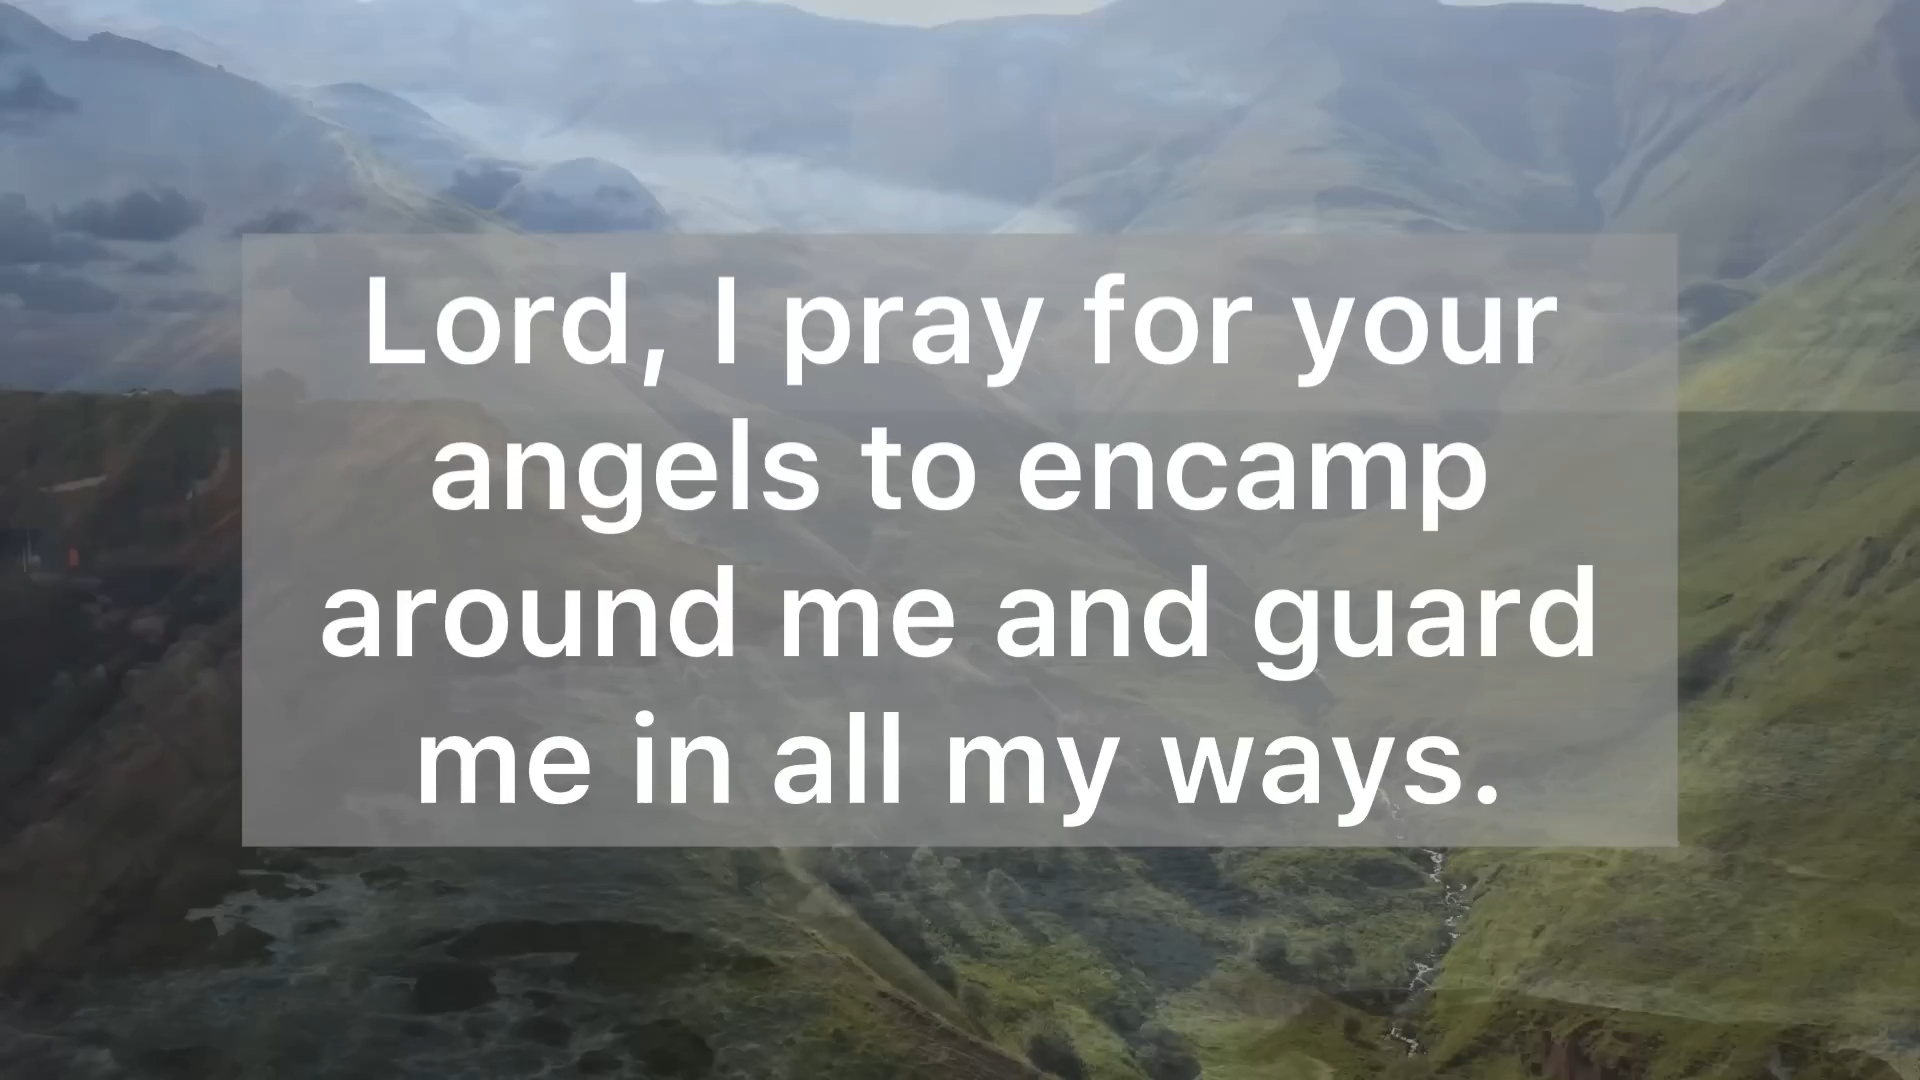 Lord, I pray for your
angels to encamp
around me and guard
me in all my ways.